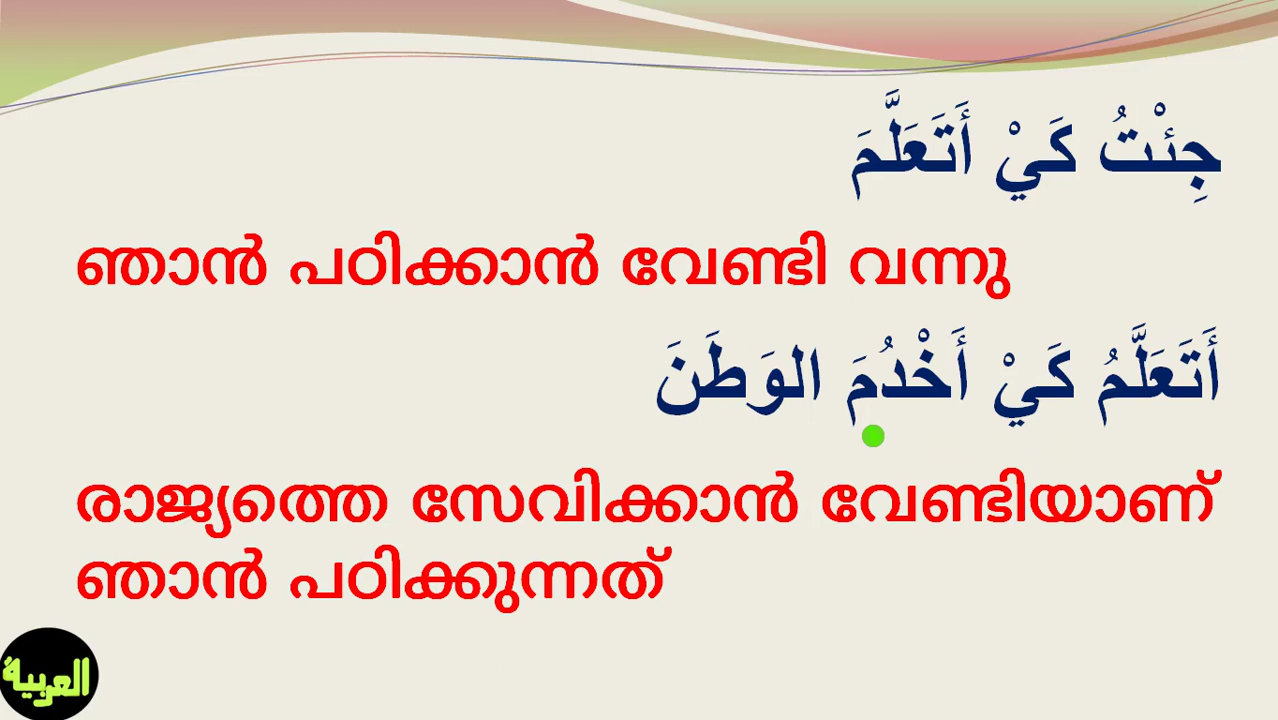 جِئْتُ كَيْ أَتَعَلَّمَ
ഞാൻ പഠിക്കാൻ വേണ്ടി വന്നു
أَتَعَلَّمُ كَيْ أَخْدُمَ الوَطَنَ
രാജ്യത്തെ സേവിക്കാൻ വേണ്ടിയാണ്
ഞാൻ പഠിക്കുന്നത്
العربية